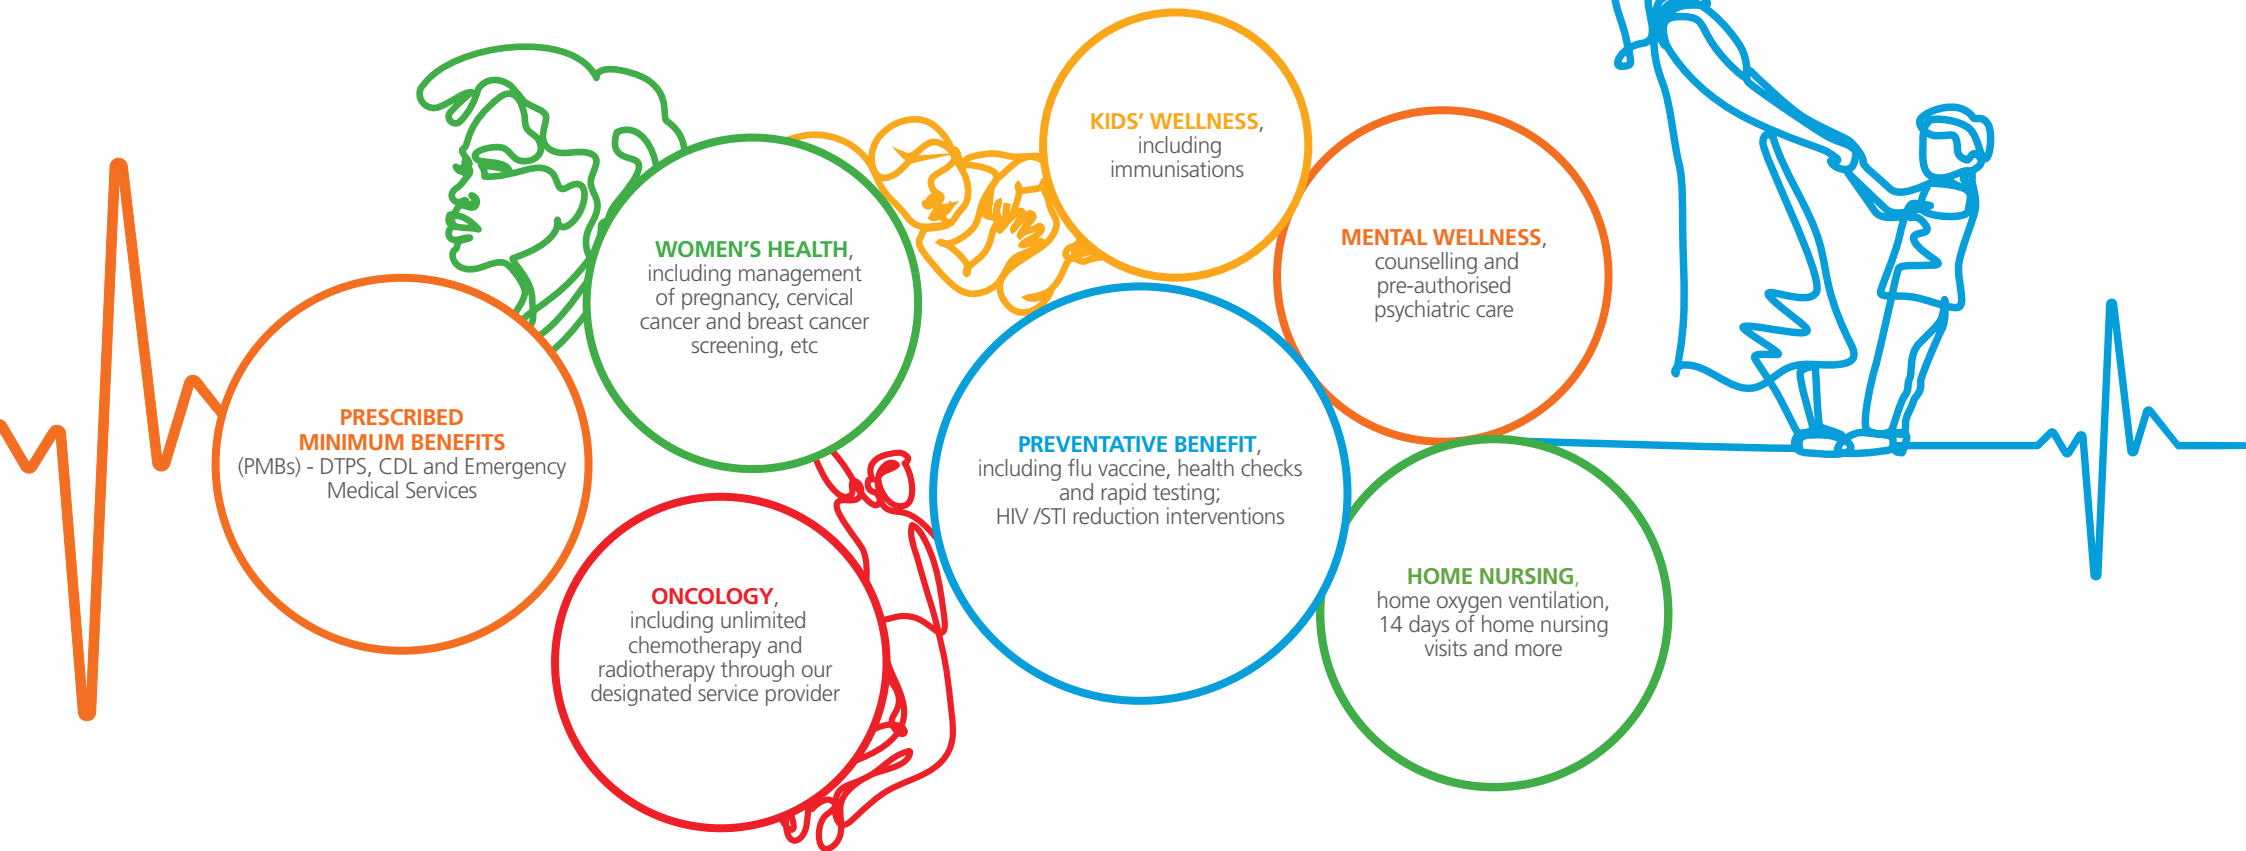 PRESCRIBED
MINIMUM BENEFITS
(PMBs) - DTPS, CDL and Emergency
Medical Services
WOMEN'S HEALTH,
including management
of pregnancy, cervical
cancer and breast cancer
screening, etc
ONCOLOGY,
including unlimited
chemotherapy and
radiotherapy through our
designated service provider
KIDS' WELLNESS,
including
immunisations
PREVENTATIVE BENEFIT,
including flu vaccine, health checks
and rapid testing;
HIV /STI reduction interventions
MENTAL WELLNESS,
counselling and
pre-authorised
psychiatric care
HOME NURSING,
home oxygen ventilation,
14 days of home nursing
visits and more